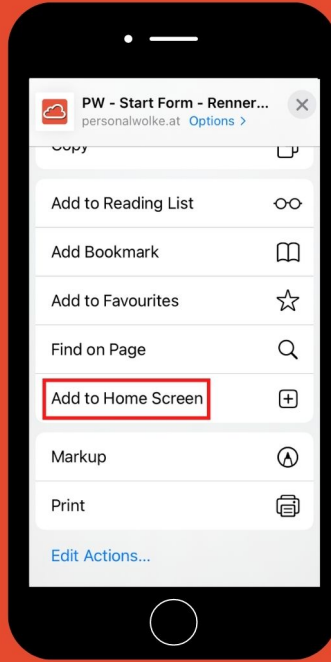 PW - Start Form - Renner...
personalwolke.at Options >
Copy
Add to Reading List
Add Bookmark
Add to Favourites
Find on Page
Add to Home Screen
Markup
Print
Edit Actions...